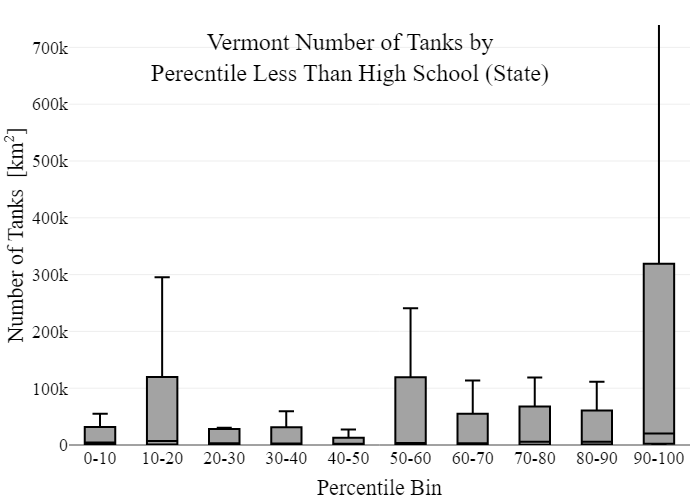 Vermont Number of Tanks by
Perecntile Less Than High School (State)
Number of Tanks [km²]
700k
600k
500k
400k
300k
200k
100k
0
0-10 10-20 20-30 30-40 40-50 50-60 60-70 70-80 80-90 90-100
Percentile Bin